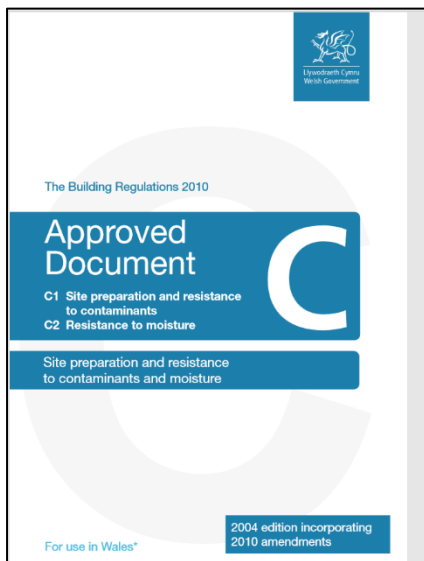 Llywodraeth Cymru
Welsh Government
The Building Regulations 2010
Approved
Document
C
C1 Site preparation and resistance
to contaminants
C2 Resistance to moisture
Site preparation and resistance
to contaminants and moisture
2004 edition incorporating
2010 amendments
For use in Wales*